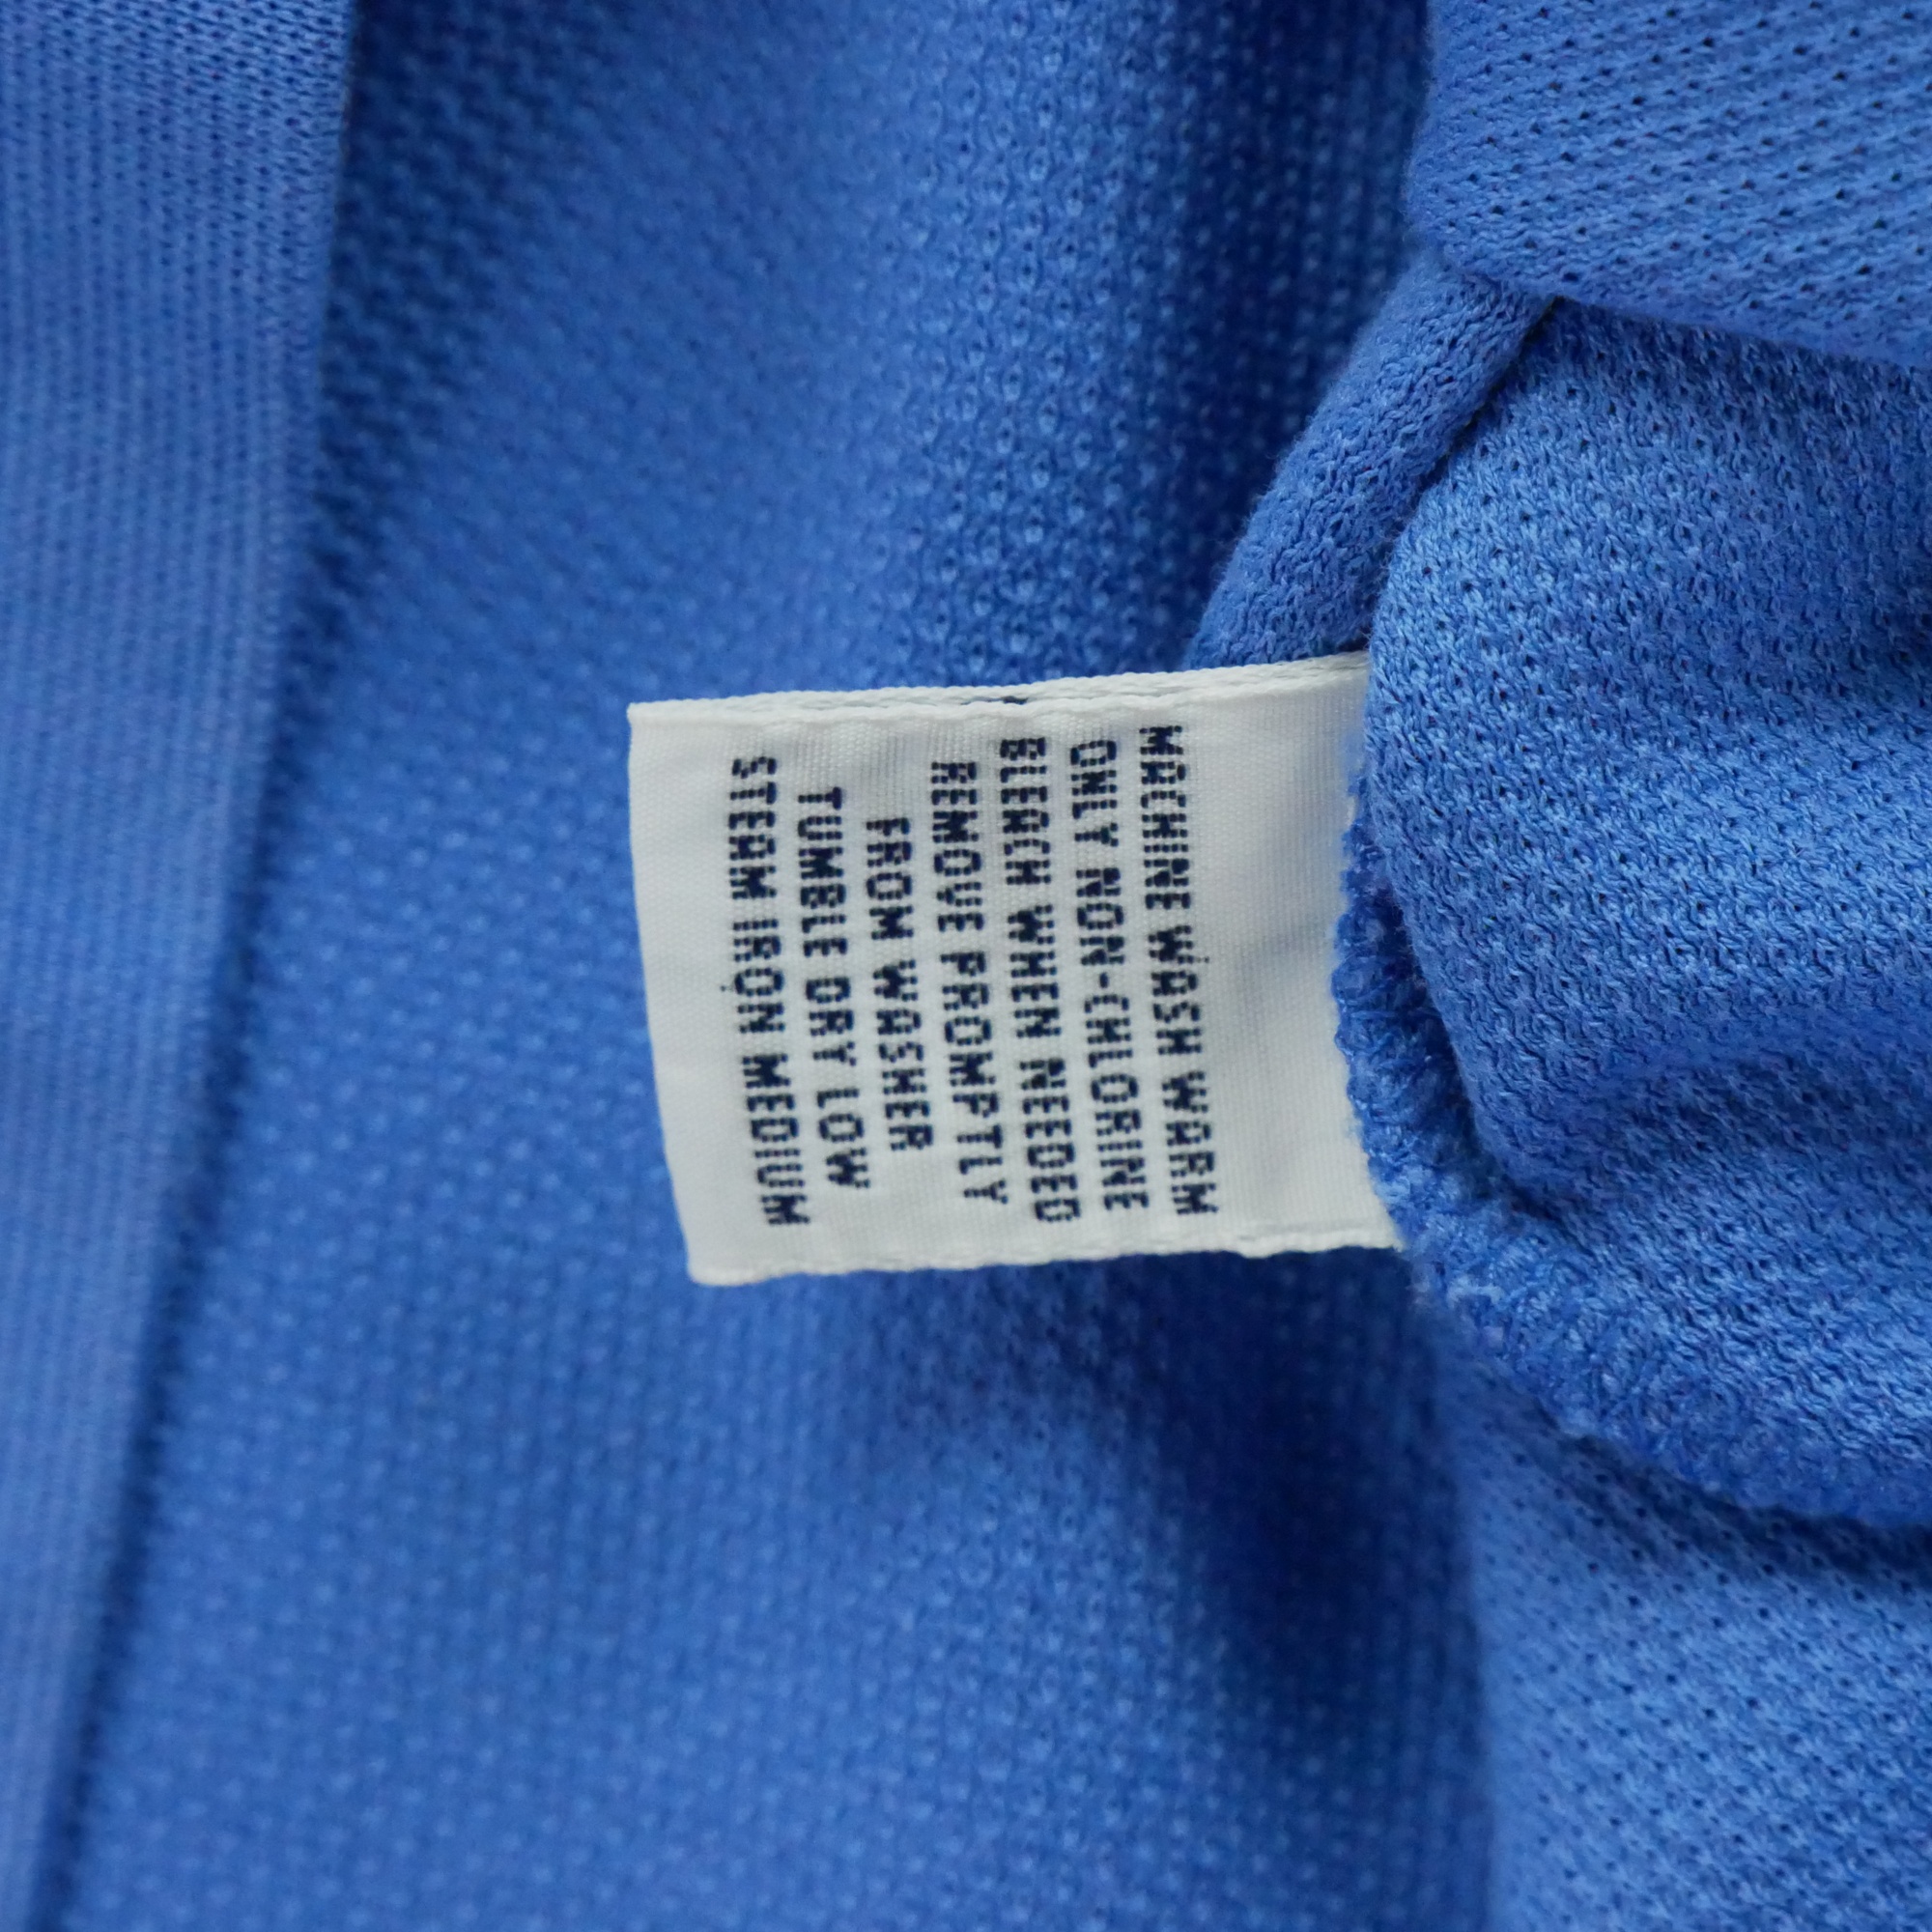 MACHINE WASH WARM
ONLY NON-CHLORINE
BLEACH WHEN NEEDED
REMOVE PROMPTLY
FROM WASHER
TUMBLE DRY LOW
STEAM IRON MEDIUM